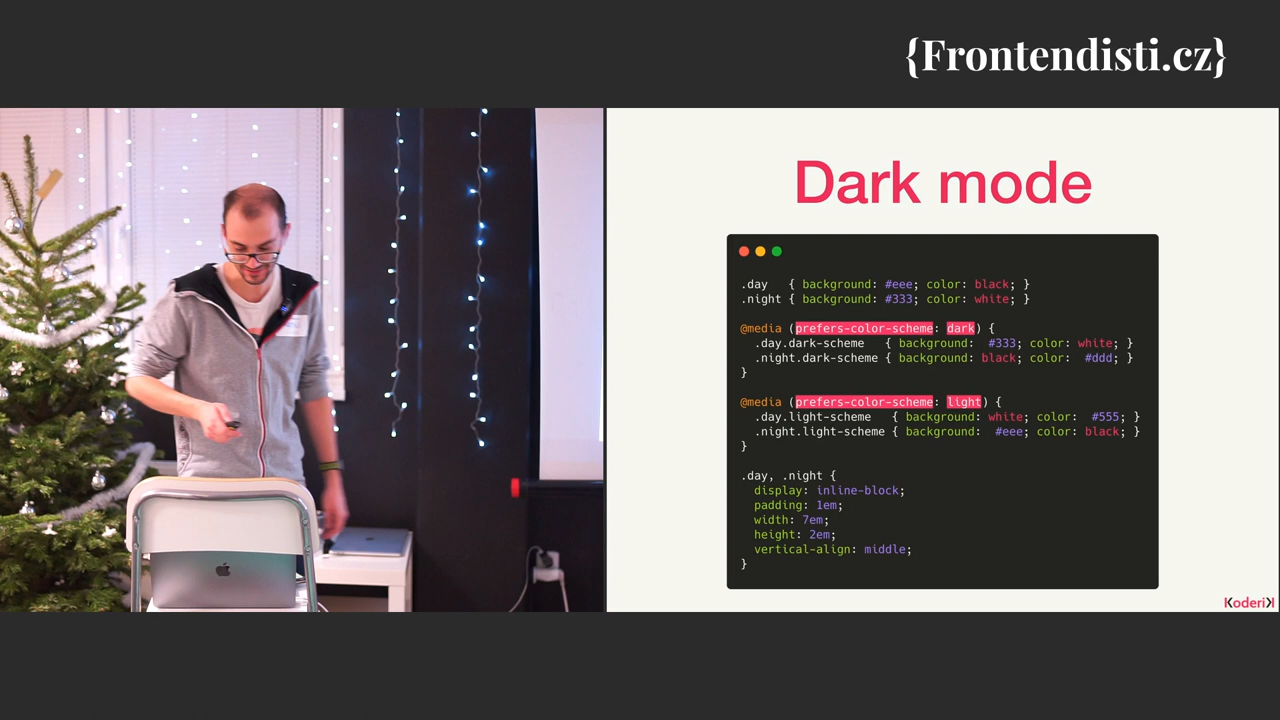 {Frontendisti.cz}
Dark mode
.day   { background: #eee; color: black; }
.night { background: #333; color: white; }
@media (prefers-color-scheme: dark) {
  .day.dark-scheme   { background:  #333; color: white; }
  .night.dark-scheme { background: black; color:  #ddd; }
}
@media (prefers-color-scheme: light) {
  .day.light-scheme   { background: white; color:  #555; }
  .night.light-scheme { background:  #eee; color: black; }
}
.day, .night {
  display: inline-block;
  padding: 1em;
  width: 7em;
  height: 2em;
  vertical-align: middle;
}
Koderik